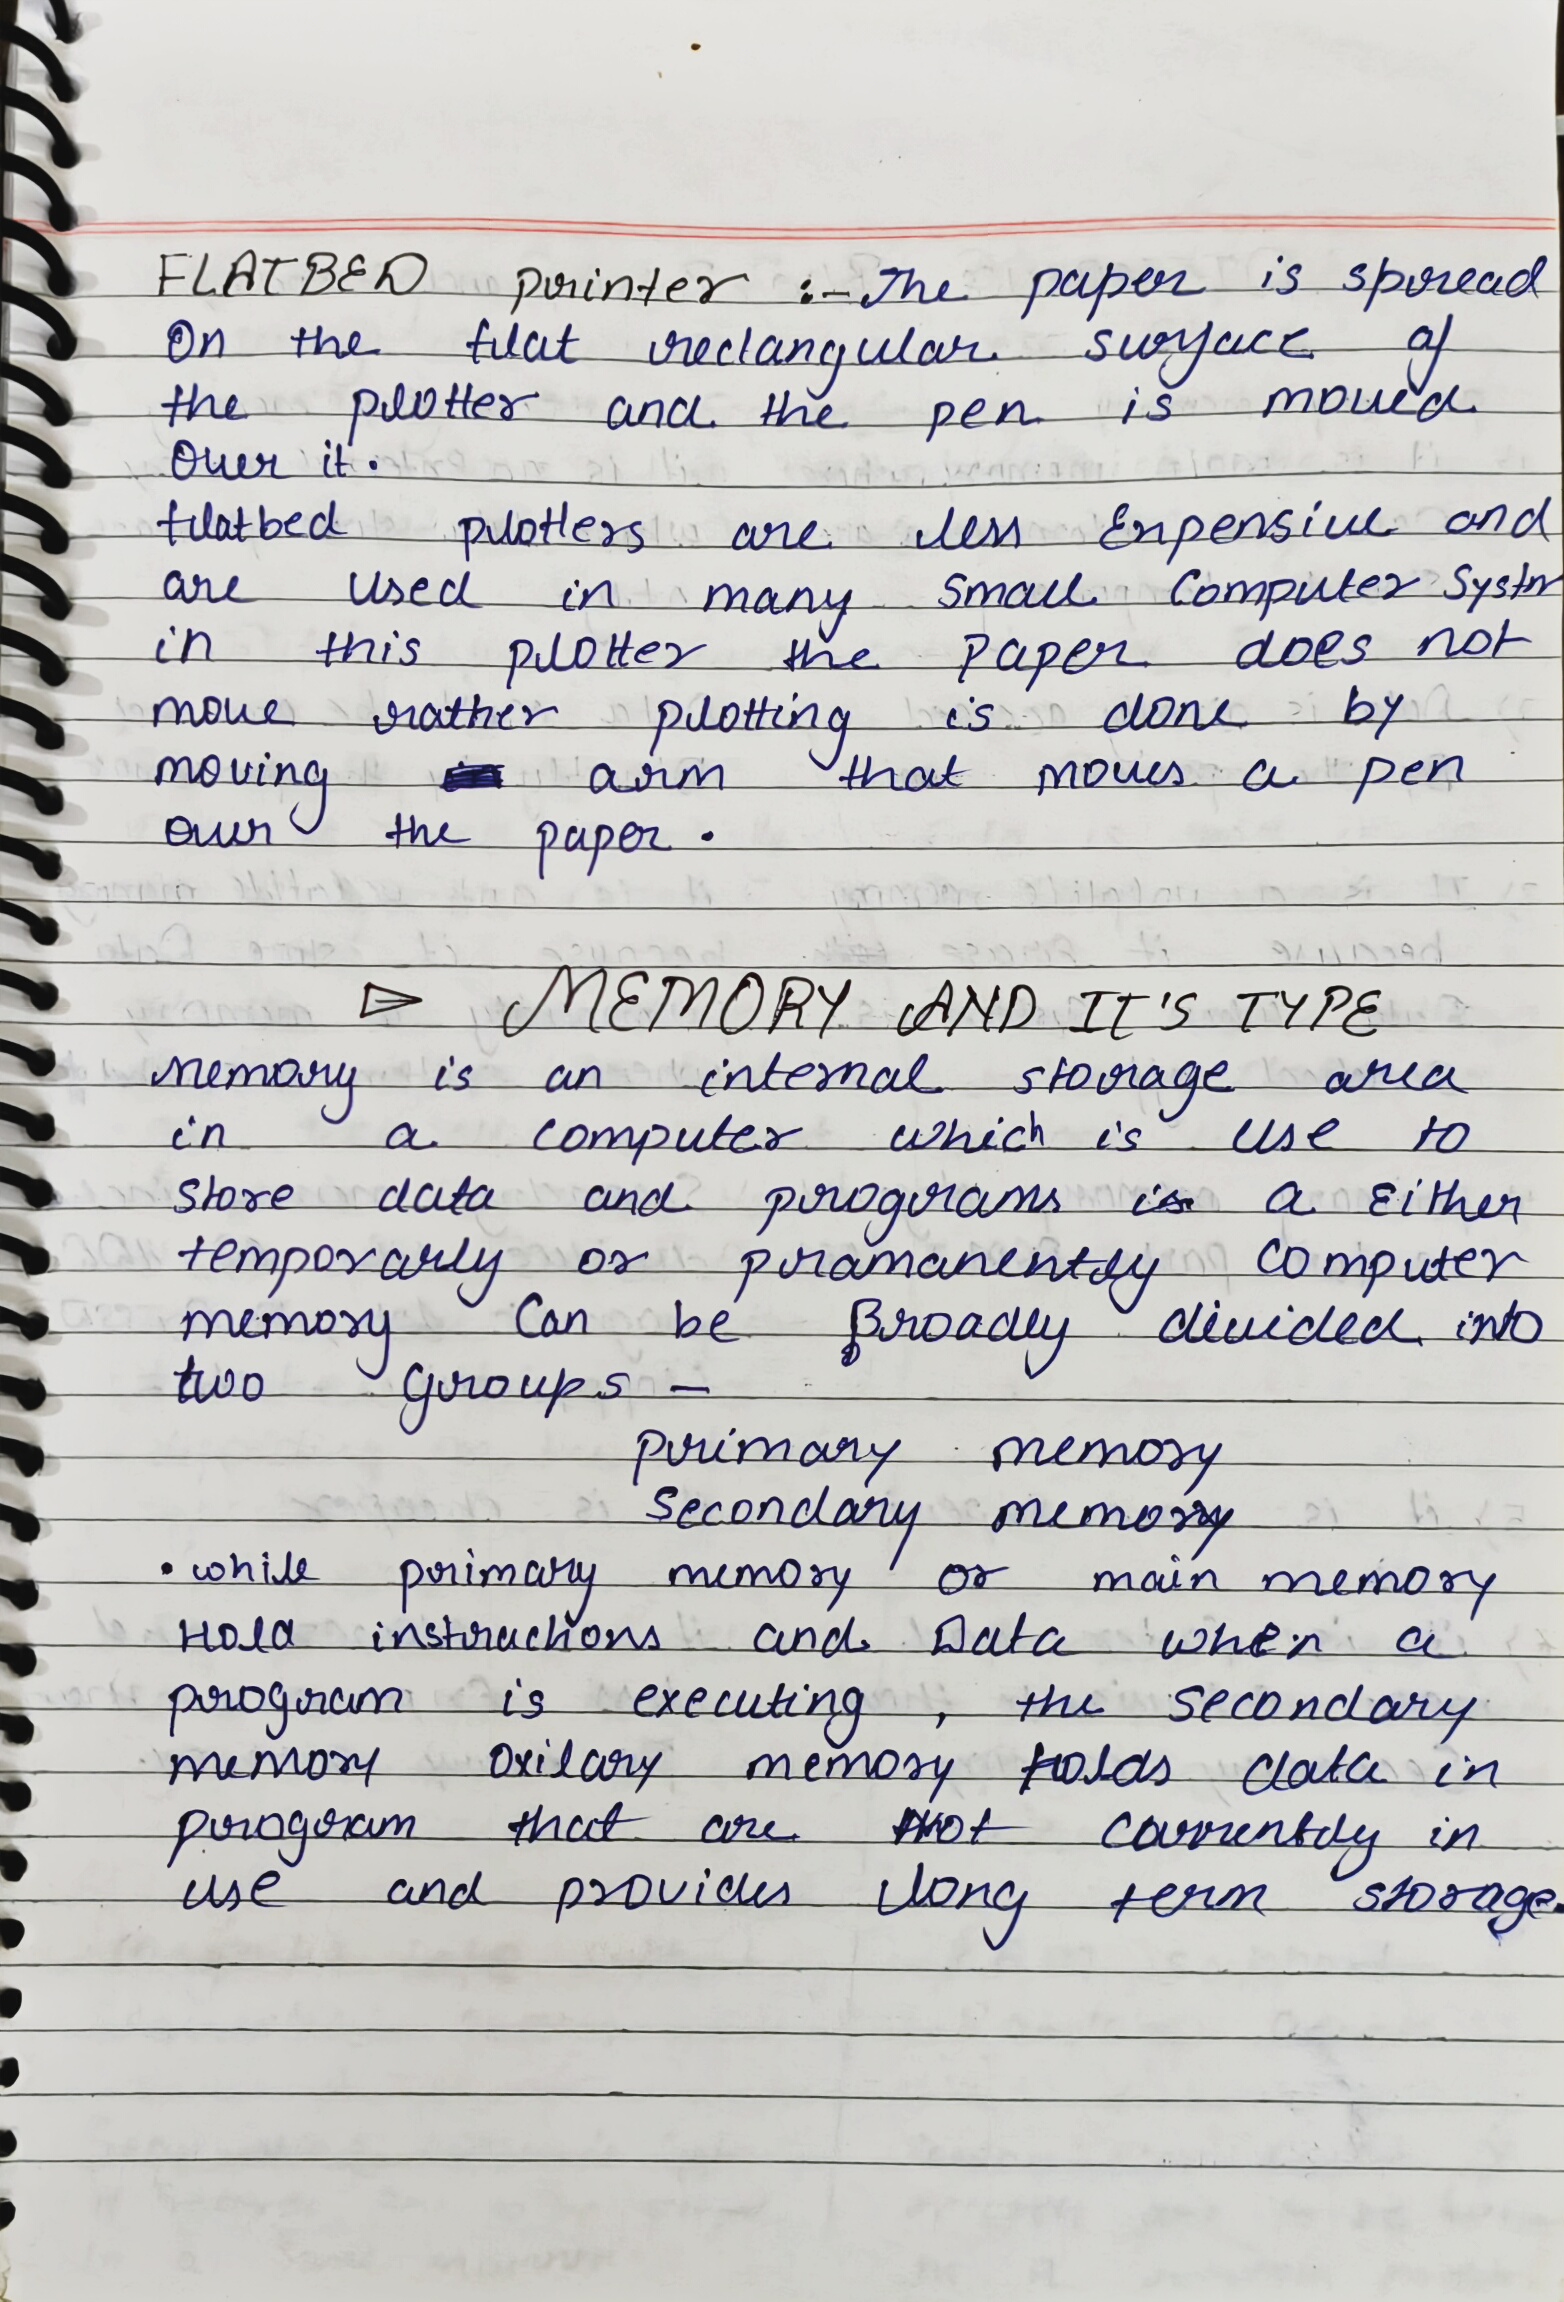 FLATBED printer :- The paper is spread
On the flat rectangular surface of
the plotter and the pen is moved
Over it.
flatbed plotters are less Expensive and
are used in many small Computer Systm
in this plotter the paper does not
move rather plotting is done by
moving arm that moves a pen
over the paper.
▷ MEMORY AND IT'S TYPE
Memory is an internal storage area
in a computer which is use to
store data and programs is a Either
temporarly or pramanently computer
memory Can be Broadly divided into
two Groups -
primary memory
Secondary memory
• while primary memory or main memory
Hold instructions and Data when a
program is executing, the secondary
memory oxilary memory Holds data in
program that are Not Currently in
use and provides long term storage.